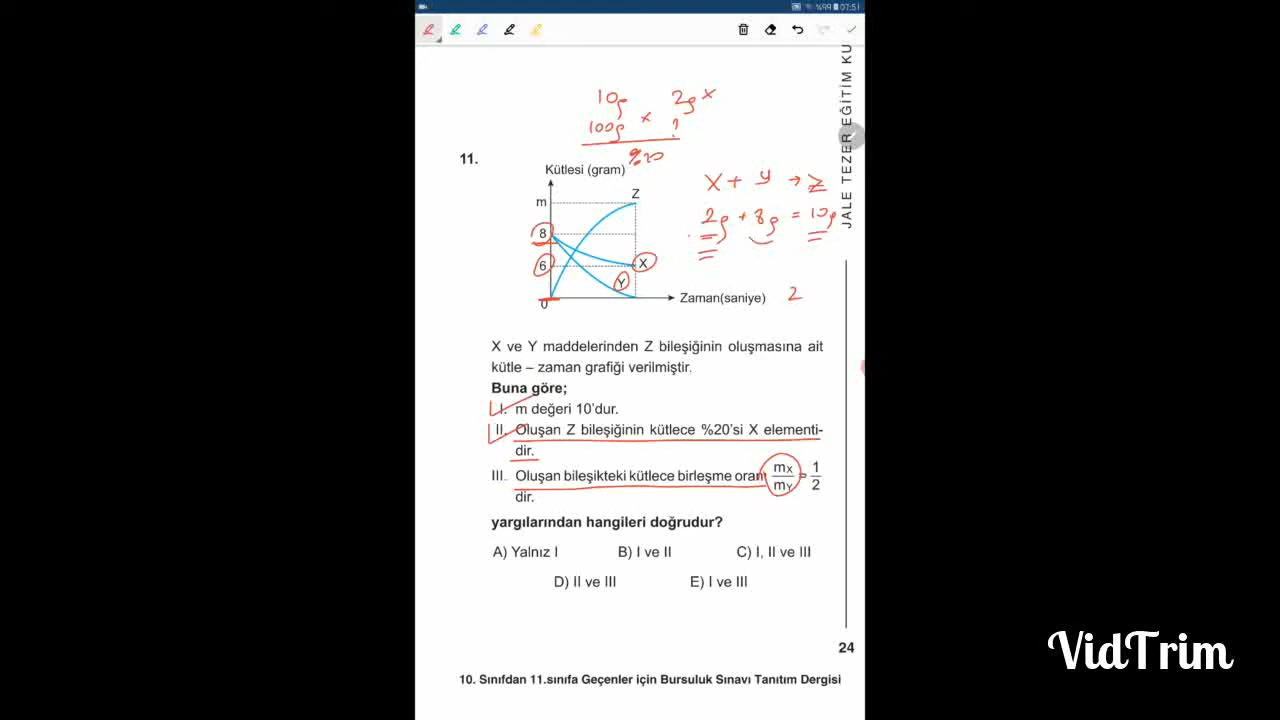 %99 07:51
10g 2g x
100g x ?
%20
11.
Kütlesi (gram)
m
Z
8
6
X
Y
0
Zaman(saniye)
X + Y → Z
2g + 8g = 10g
2
JALE TEZER EĞİTİM KU
X ve Y maddelerinden Z bileşiğinin oluşmasına ait
kütle – zaman grafiği verilmiştir.
Buna göre;
I. m değeri 10'dur.
II. Oluşan Z bileşiğinin kütlece %20'si X elementi-
dir.
III. Oluşan bileşikteki kütlece birleşme oranı mX/mY = 1/2
dir.
yargılarından hangileri doğrudur?
A) Yalnız I B) I ve II C) I, II ve III
D) II ve III E) I ve III
24
10. Sınıfdan 11.sınıfa Geçenler için Bursuluk Sınavı Tanıtım Dergisi
VidTrim